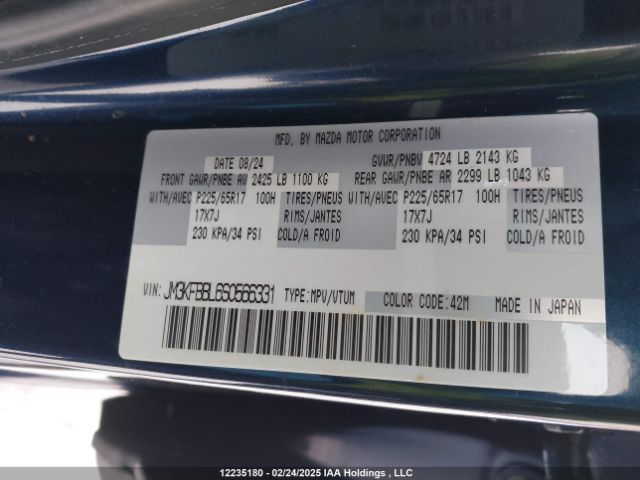 MFD. BY MAZDA MOTOR CORPORATION
DATE 08/24 GVWR/PNBV 4724 LB 2143 KG
FRONT GAWR/PNBE AV 2425 LB 1100 KG REAR GAWR/PNBE AR 2299 LB 1043 KG
WITH/AVEC P225/65R17 100H TIRES/PNEUS WITH/AVEC P225/65R17 100H TIRES/PNEUS
17X7J RIMS/JANTES 17X7J RIMS/JANTES
230 KPA/34 PSI COLD/A FROID 230 KPA/34 PSI COLD/A FROID
VIN: JM3KFBBL6S0566331 TYPE:MPV/VTUM COLOR CODE:42M MADE IN JAPAN
12235180 - 02/24/2025 IAA Holdings , LLC